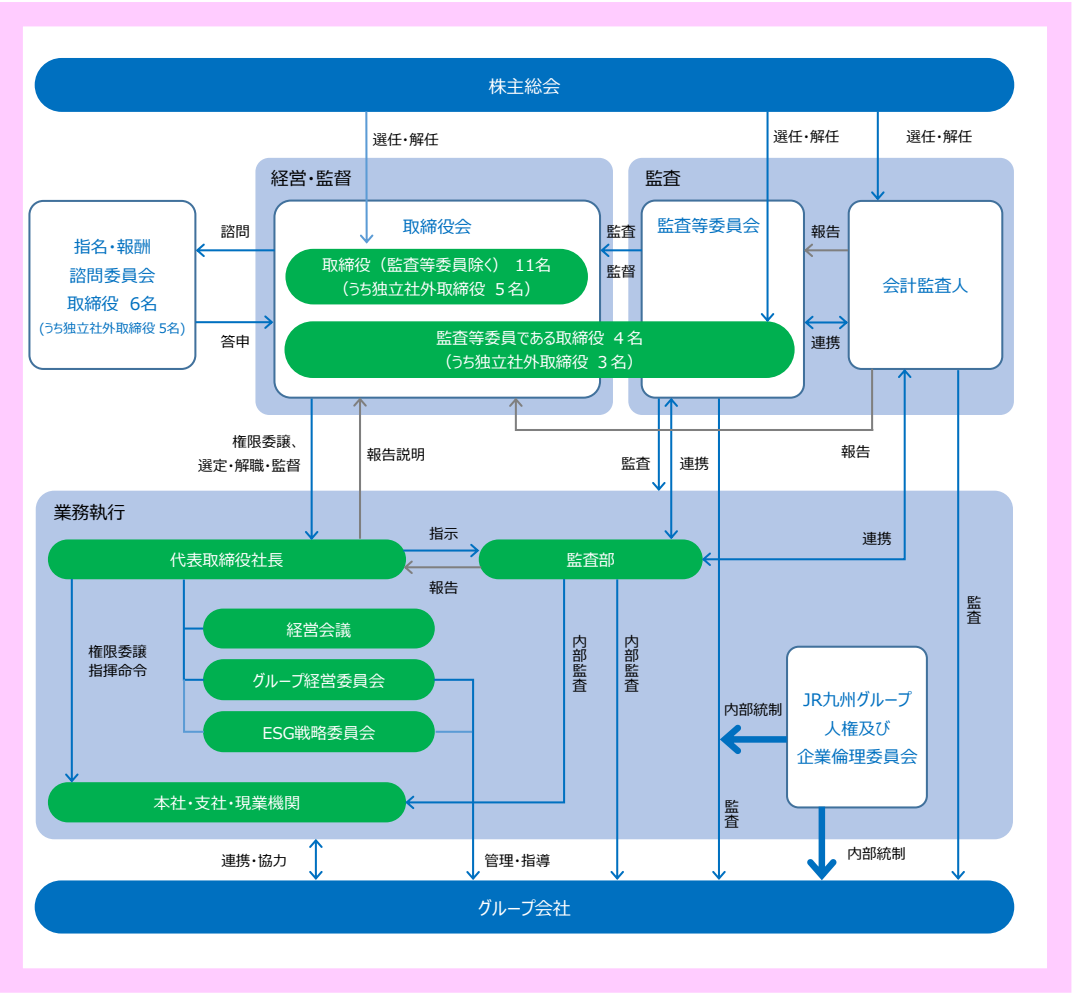 株主総会
選任・解任
選任・解任
選任・解任
経営・監督
監査
指名・報酬
諮問委員会
取締役 6名
(うち独立社外取締役 5名)
諮問
答申
取締役会
取締役（監査等委員除く） 11名
（うち独立社外取締役 5名）
監査等委員である取締役 4名
（うち独立社外取締役 3名）
監査
監督
監査等委員会
報告
連携
会計監査人
権限委譲、
選定・解職・監督
報告説明
監査
連携
報告
業務執行
代表取締役社長
指示
報告
監査部
連携
監査
経営会議
グループ経営委員会
ESG戦略委員会
権限委譲
指揮命令
内部監査
内部監査
内部統制
JR九州グループ
人権及び
企業倫理委員会
本社・支社・現業機関
監査
連携・協力
管理・指導
内部統制
グループ会社